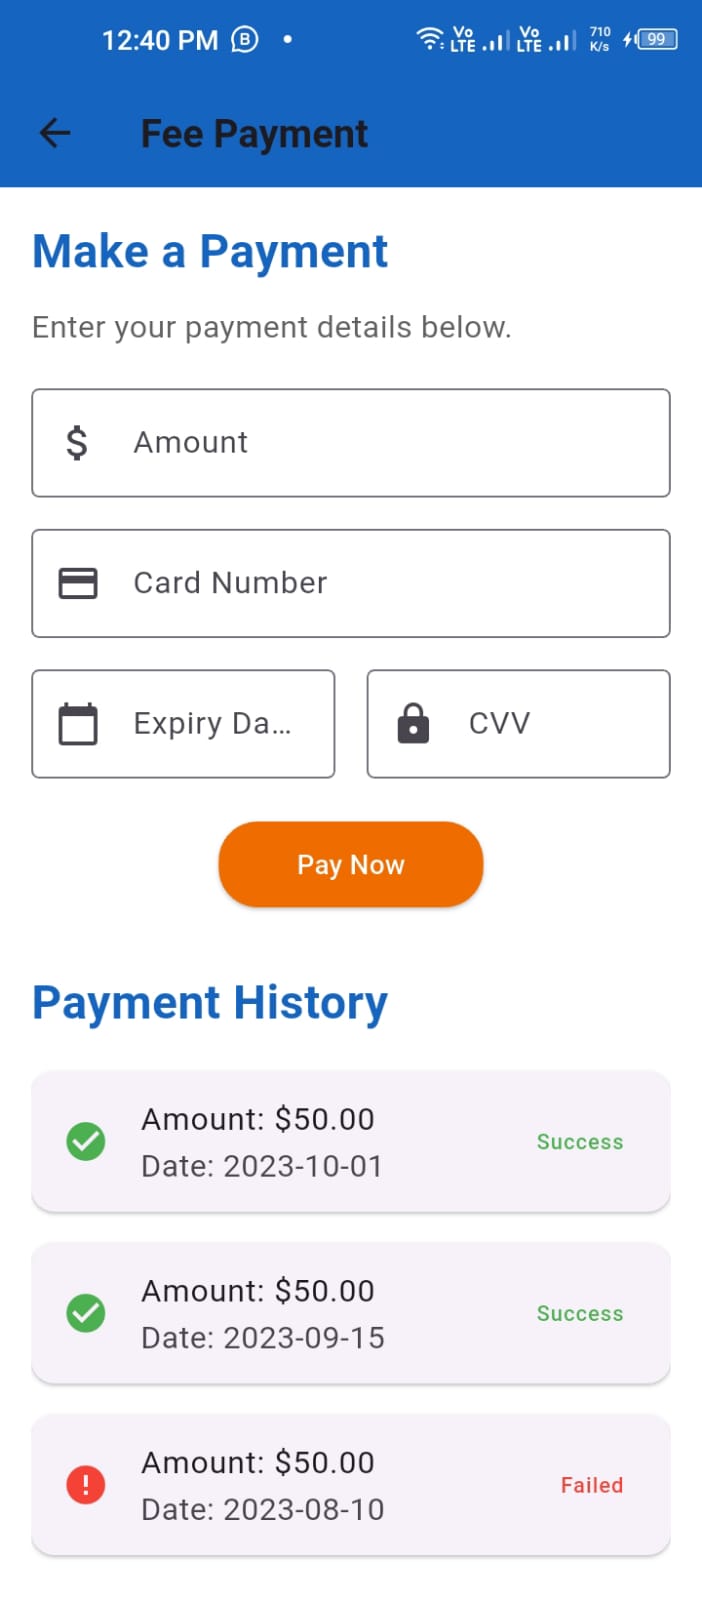 12:40 PM B 710 K/s Vo LTE Vo LTE 99
Fee Payment
Make a Payment
Enter your payment details below.
$ Amount
Card Number
Expiry Da... CVV
Pay Now
Payment History
Amount: $50.00
Date: 2023-10-01
Success
Amount: $50.00
Date: 2023-09-15
Success
Amount: $50.00
Date: 2023-08-10
Failed